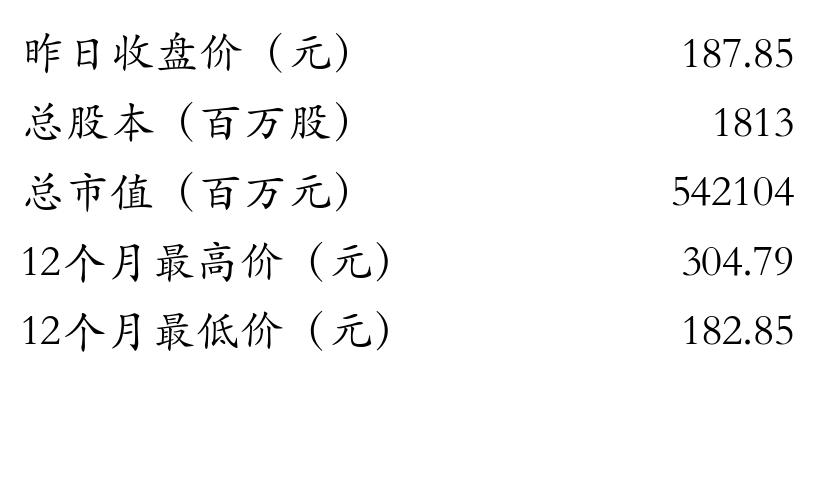 昨日收盘价（元） 187.85
总股本（百万股） 1813
总市值（百万元） 542104
12个月最高价（元） 304.79
12个月最低价（元） 182.85